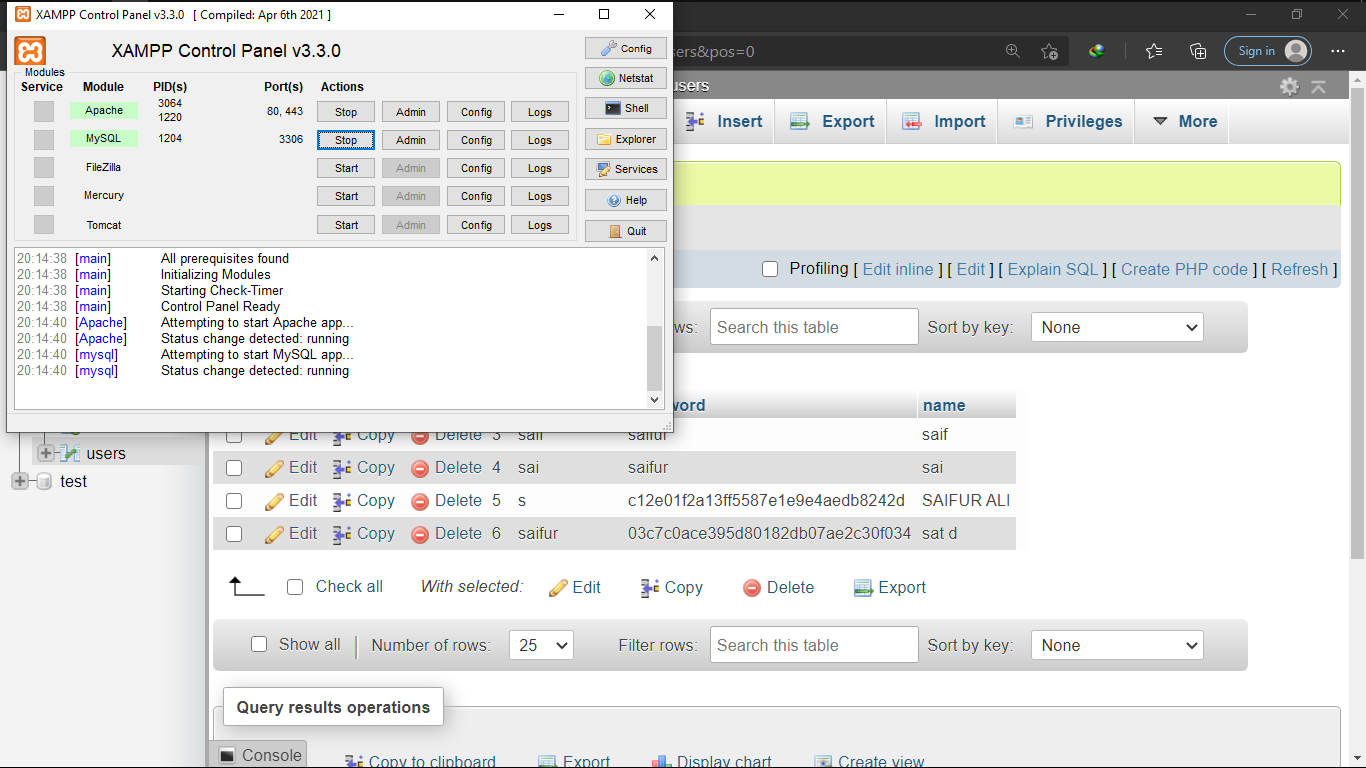 XAMPP Control Panel v3.3.0 [ Compiled: Apr 6th 2021 ]
XAMPP Control Panel v3.3.0
Config
Modules
Service Module PID(s) Port(s) Actions
Netstat
Apache 3064 1220 80, 443 Stop Admin Config Logs
Shell
MySQL 1204 3306 Stop Admin Config Logs
Explorer
FileZilla Start Admin Config Logs
Services
Mercury Start Admin Config Logs
Help
Tomcat Start Admin Config Logs
Quit
20:14:38 [main] All prerequisites found
20:14:38 [main] Initializing Modules
20:14:38 [main] Starting Check-Timer
20:14:38 [main] Control Panel Ready
20:14:40 [Apache] Attempting to start Apache app...
20:14:40 [Apache] Status change detected: running
20:14:40 [mysql] Attempting to start MySQL app...
20:14:40 [mysql] Status change detected: running
sers&pos=0
Sign in
users
Insert Export Import Privileges More
Profiling [ Edit inline ] [ Edit ] [ Explain SQL ] [ Create PHP code ] [ Refresh ]
ws: Search this table Sort by key: None
word name
Edit Copy Delete 3 saif saifur saif
Edit Copy Delete 4 sai saifur sai
Edit Copy Delete 5 s c12e01f2a13ff5587e1e9e4aedb8242d SAIFUR ALI
Edit Copy Delete 6 saifur 03c7c0ace395d80182db07ae2c30f034 sat d
users
test
Check all With selected: Edit Copy Delete Export
Show all Number of rows: 25 Filter rows: Search this table Sort by key: None
Query results operations
Console
Copy to clipboard Export Display chart Create view